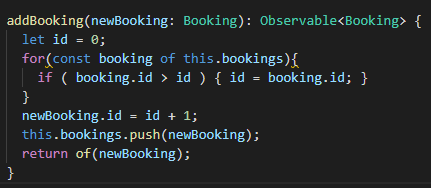 addBooking(newBooking: Booking): Observable<Booking> {
let id = 0;
for(const booking of this.bookings){
if ( booking.id > id ) { id = booking.id; }
}
newBooking.id = id + 1;
this.bookings.push(newBooking);
return of(newBooking);
}